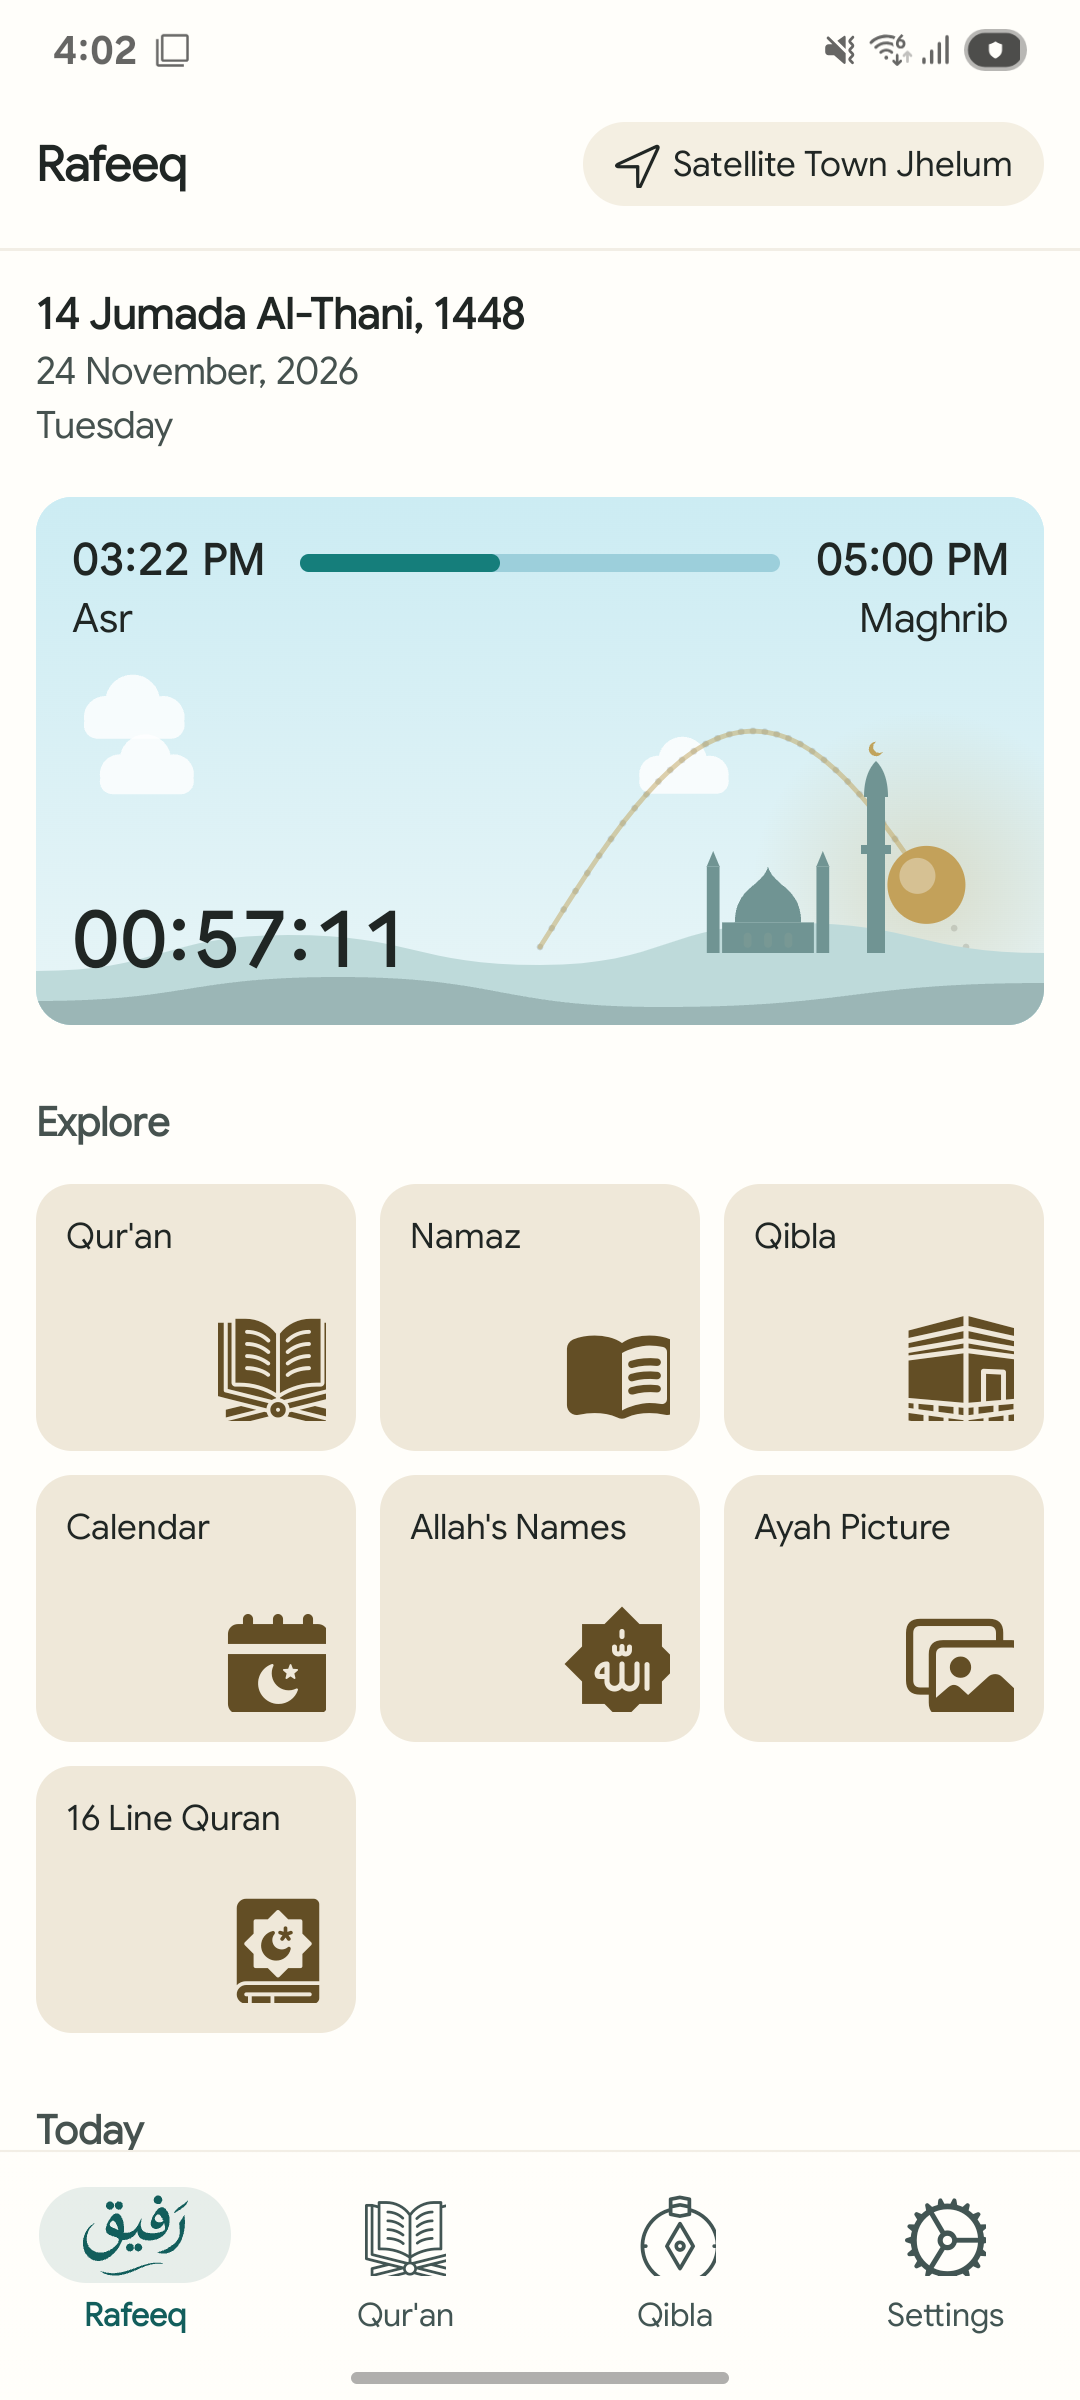 4:02
Rafeeq
Satellite Town Jhelum
14 Jumada Al-Thani, 1448
24 November, 2026
Tuesday
03:22 PM
05:00 PM
Asr
Maghrib
00:57:11
Explore
Qur'an
Namaz
Qibla
Calendar
Allah's Names
Ayah Picture
الله
16 Line Quran
Today
رَفيق
Rafeeq
Qur'an
Qibla
Settings